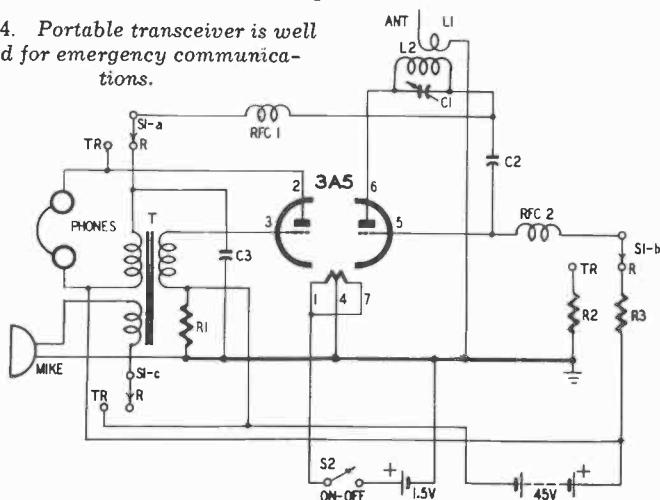 4. Portable transceiver is well
d for emergency communica-
tions.
ANT L1
L2
C1
S1-a
RFC 1
TR R
C2
2 3A5 6
PHONES T
3 5
RFC 2
C3
S1-b
TR R
1 4 7
R1
R2 R3
MIKE
S1-c
TR R
S2
ON-OFF
+
1.5V
+
45V